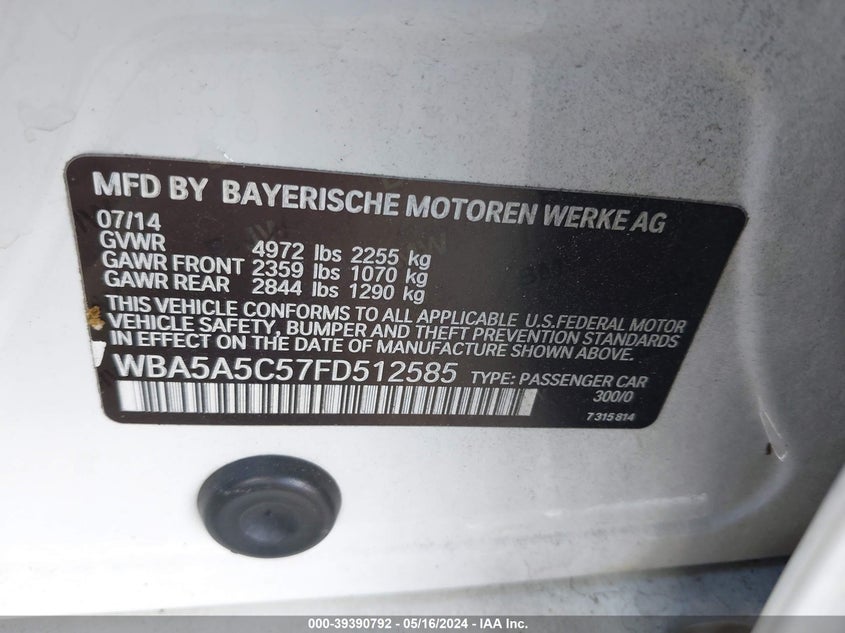 MFD BY BAYERISCHE MOTOREN WERKE AG
07/14
GVWR 4972 lbs 2255 kg
GAWR FRONT 2359 lbs 1070 kg
GAWR REAR 2844 lbs 1290 kg
THIS VEHICLE CONFORMS TO ALL APPLICABLE U.S.FEDERAL MOTOR
VEHICLE SAFETY, BUMPER AND THEFT PREVENTION STANDARDS
IN EFFECT ON THE DATE OF MANUFACTURE SHOWN ABOVE.
WBA5A5C57FD512585 TYPE: PASSENGER CAR
300/0
7315814
000-39390792 - 05/16/2024 - IAA Inc.